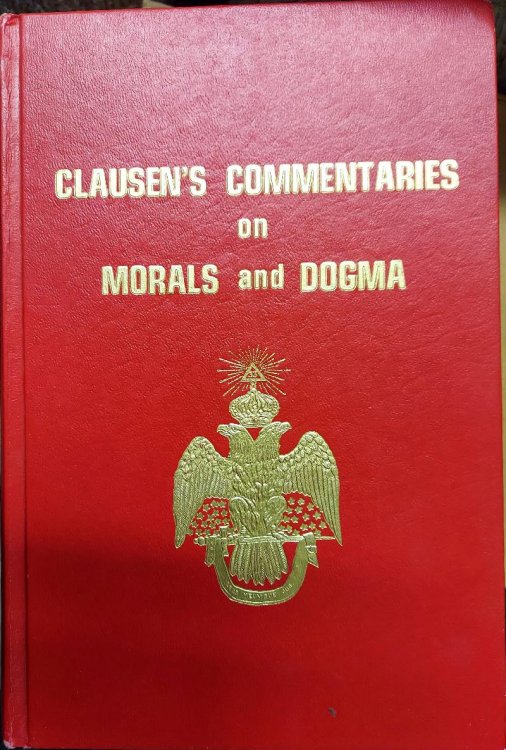 CLAUSEN'S COMMENTARIES
on
MORALS and DOGMA